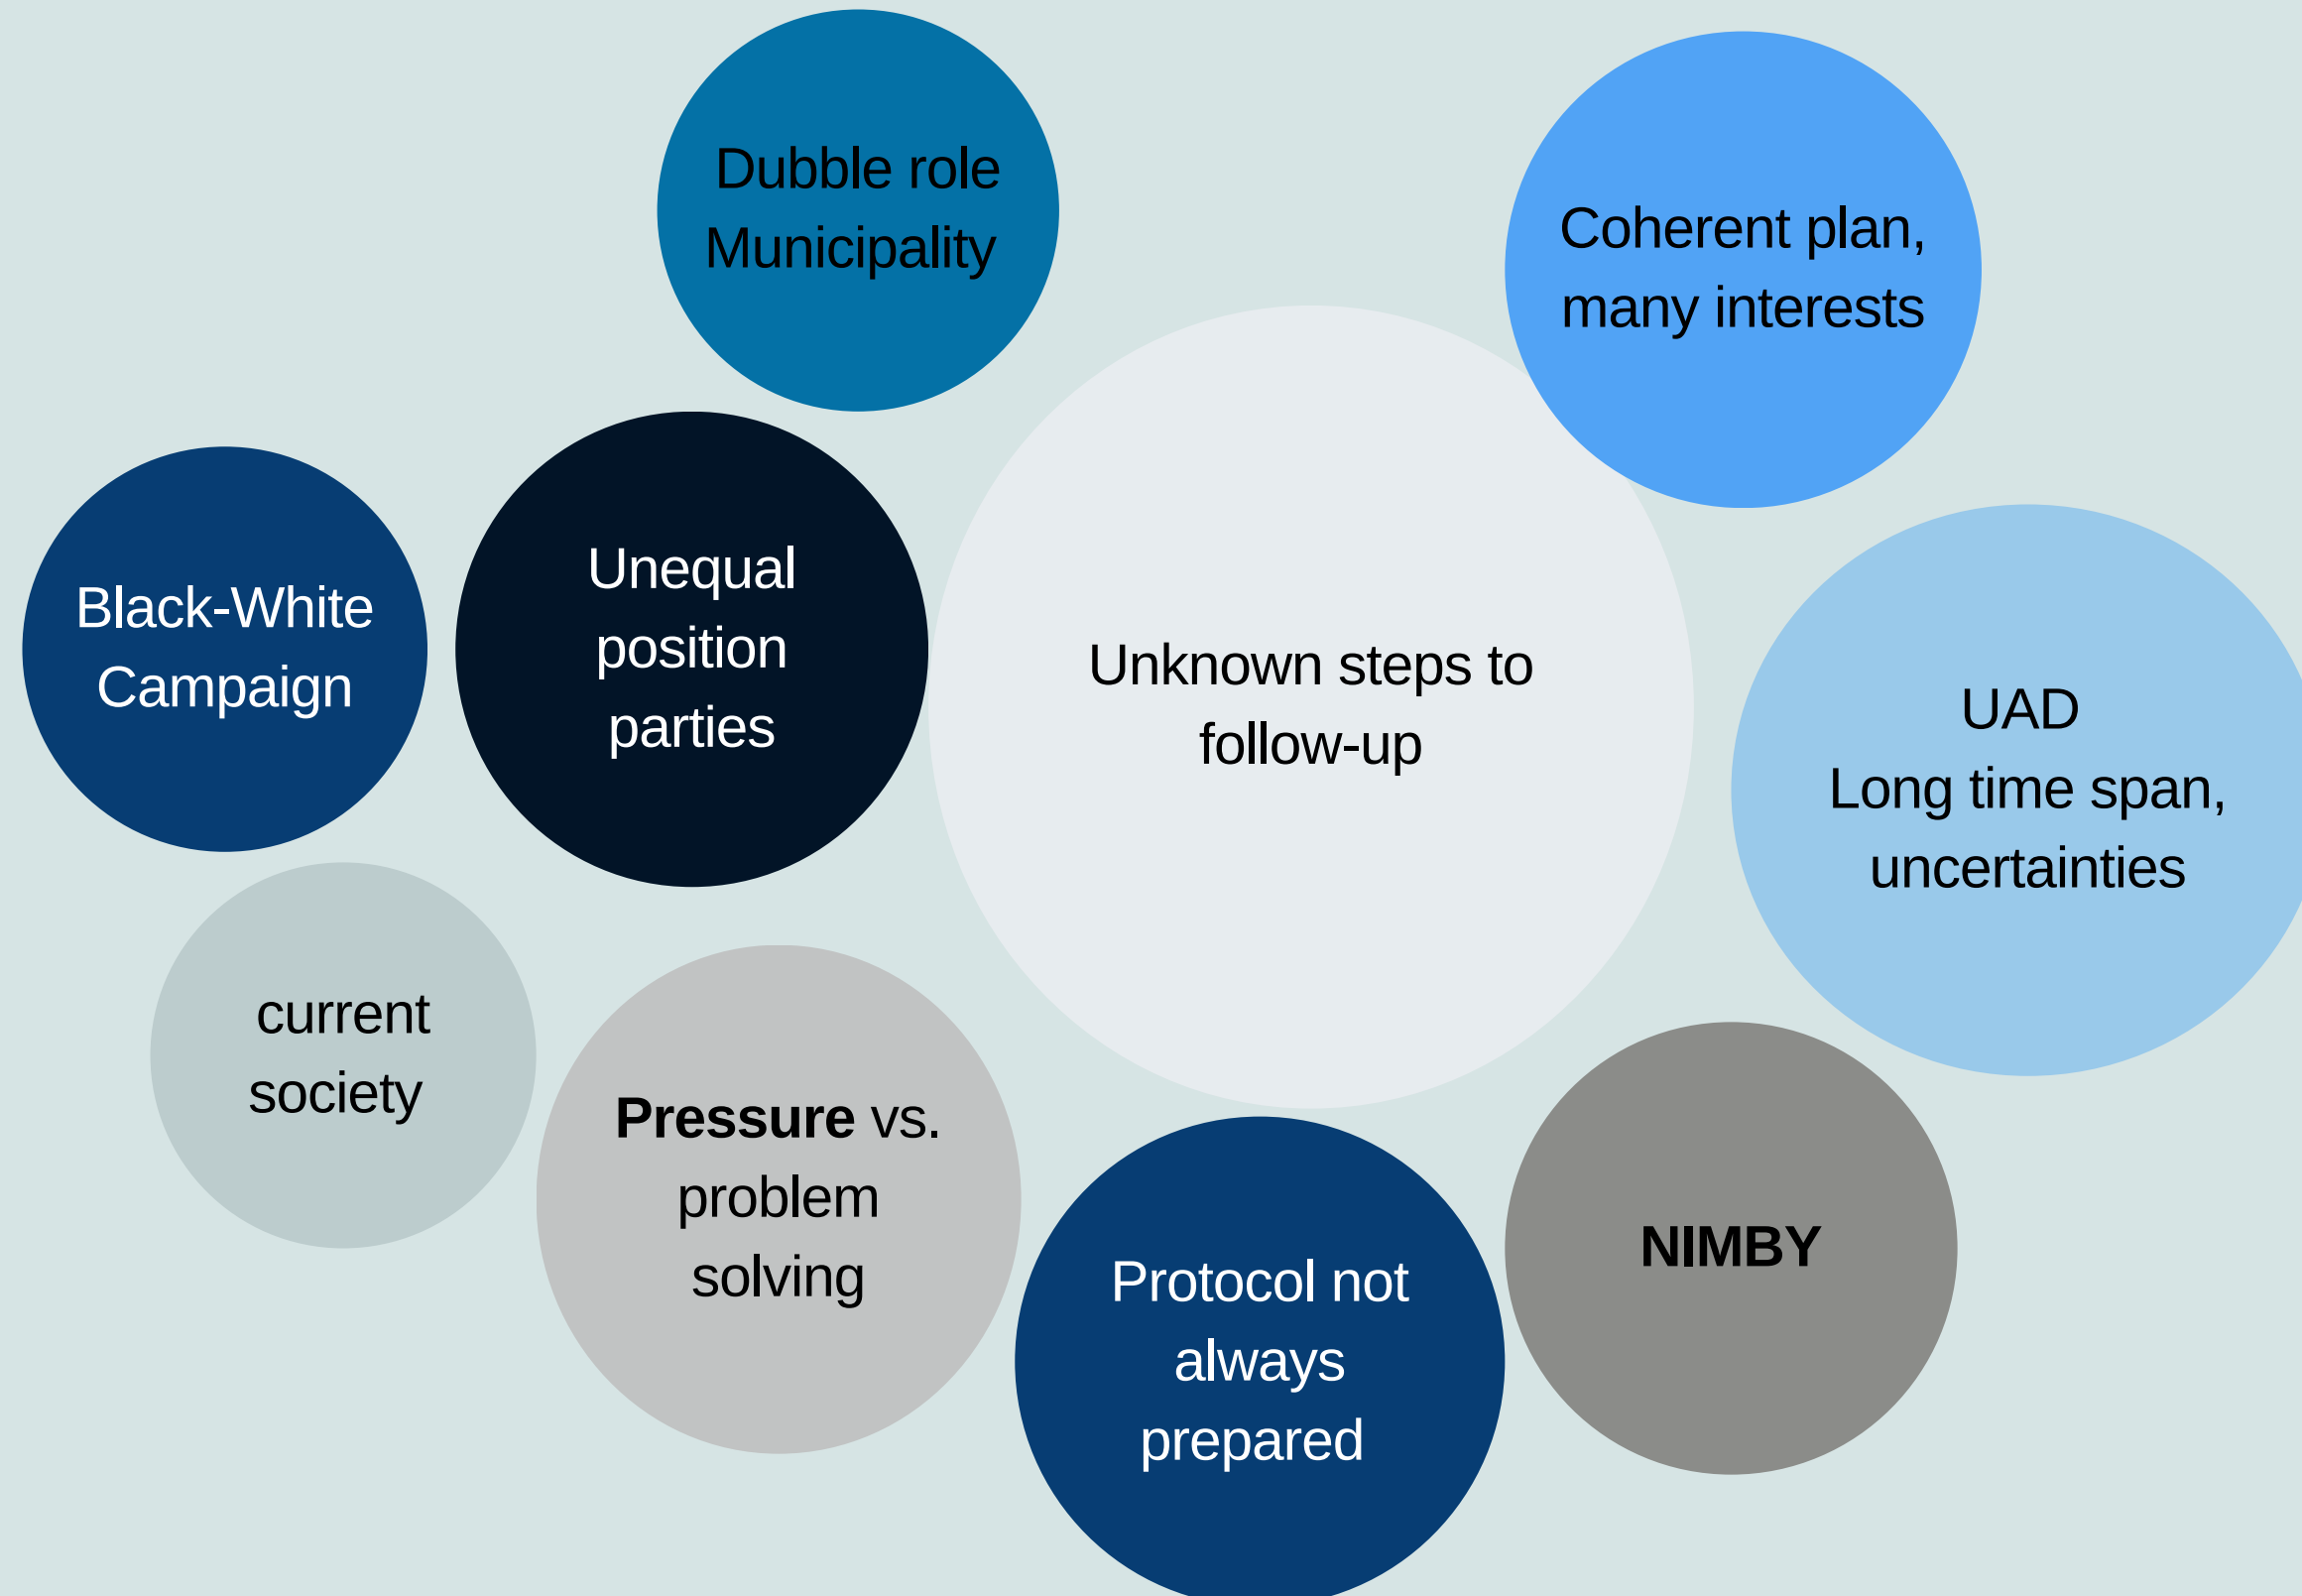 Dubble role
Municipality
Coherent plan,
many interests
Black-White
Campaign
Unequal
position
parties
Unknown steps to
follow-up
UAD
Long time span,
uncertainties
current
society
Pressure vs.
problem
solving
Protocol not
always
prepared
NIMBY